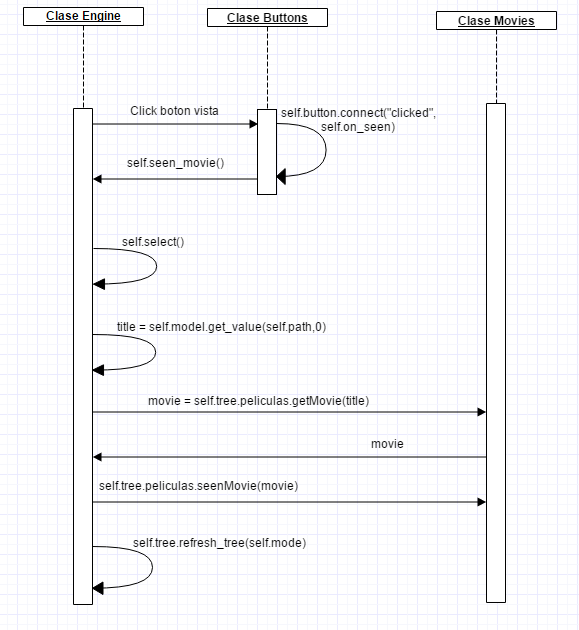 Clase Engine
Clase Buttons
Clase Movies
Click boton vista
self.button.connect("clicked",
self.on_seen)
self.seen_movie()
self.select()
title = self.model.get_value(self.path,0)
movie = self.tree.peliculas.getMovie(title)
movie
self.tree.peliculas.seenMovie(movie)
self.tree.refresh_tree(self.mode)